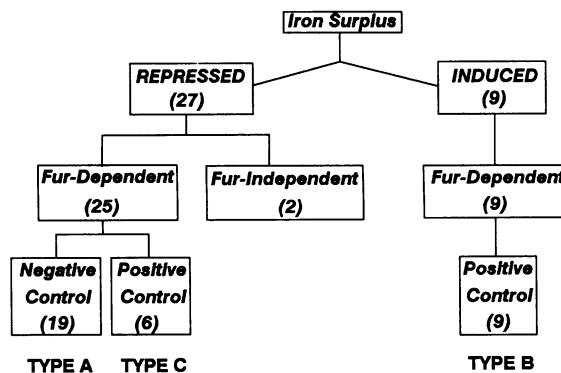 Iron Surplus
REPRESSED
(27)
INDUCED
(9)
Fur-Dependent
(25)
Fur-Independent
(2)
Fur-Dependent
(9)
Negative
Control
(19)
Positive
Control
(6)
Positive
Control
(9)
TYPE A
TYPE C
TYPE B